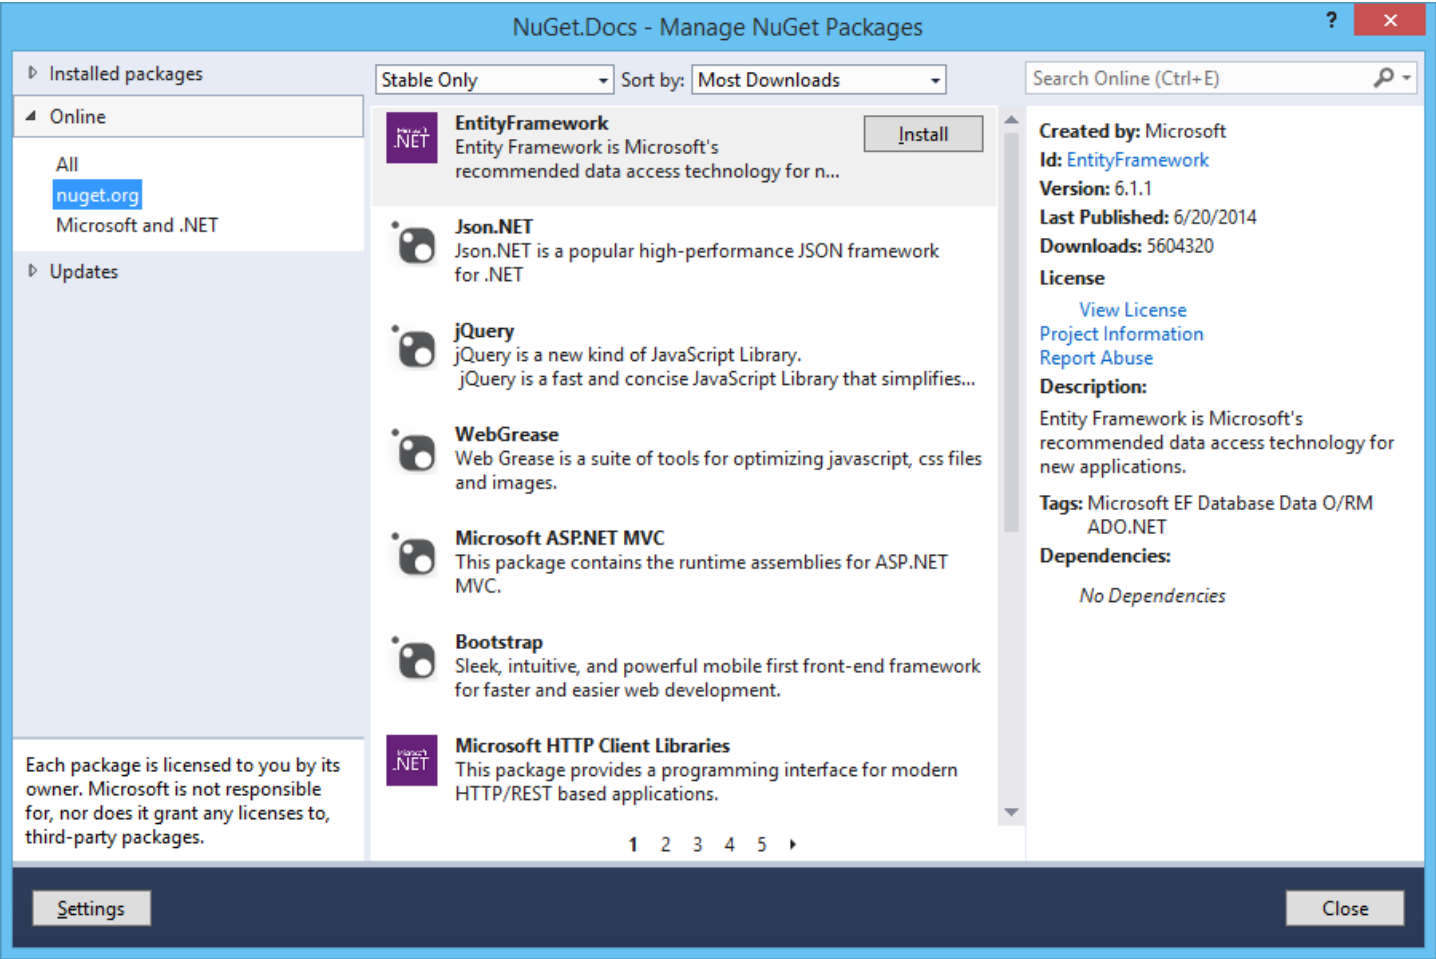 NuGet.Docs - Manage NuGet Packages
?
Installed packages
Online
All
nuget.org
Microsoft and .NET
Updates
Each package is licensed to you by its
owner. Microsoft is not responsible
for, nor does it grant any licenses to,
third-party packages.
Stable Only
Sort by:
Most Downloads
.NET
EntityFramework
Entity Framework is Microsoft's
recommended data access technology for n...
Install
Json.NET
Json.NET is a popular high-performance JSON framework
for .NET
jQuery
jQuery is a new kind of JavaScript Library.
jQuery is a fast and concise JavaScript Library that simplifies...
WebGrease
Web Grease is a suite of tools for optimizing javascript, css files
and images.
Microsoft ASP.NET MVC
This package contains the runtime assemblies for ASP.NET
MVC.
Bootstrap
Sleek, intuitive, and powerful mobile first front-end framework
for faster and easier web development.
.NET
Microsoft HTTP Client Libraries
This package provides a programming interface for modern
HTTP/REST based applications.
1 2 3 4 5
Search Online (Ctrl+E)
Created by: Microsoft
Id: EntityFramework
Version: 6.1.1
Last Published: 6/20/2014
Downloads: 5604320
License
View License
Project Information
Report Abuse
Description:
Entity Framework is Microsoft's
recommended data access technology for
new applications.
Tags: Microsoft EF Database Data O/RM
ADO.NET
Dependencies:
No Dependencies
Settings
Close